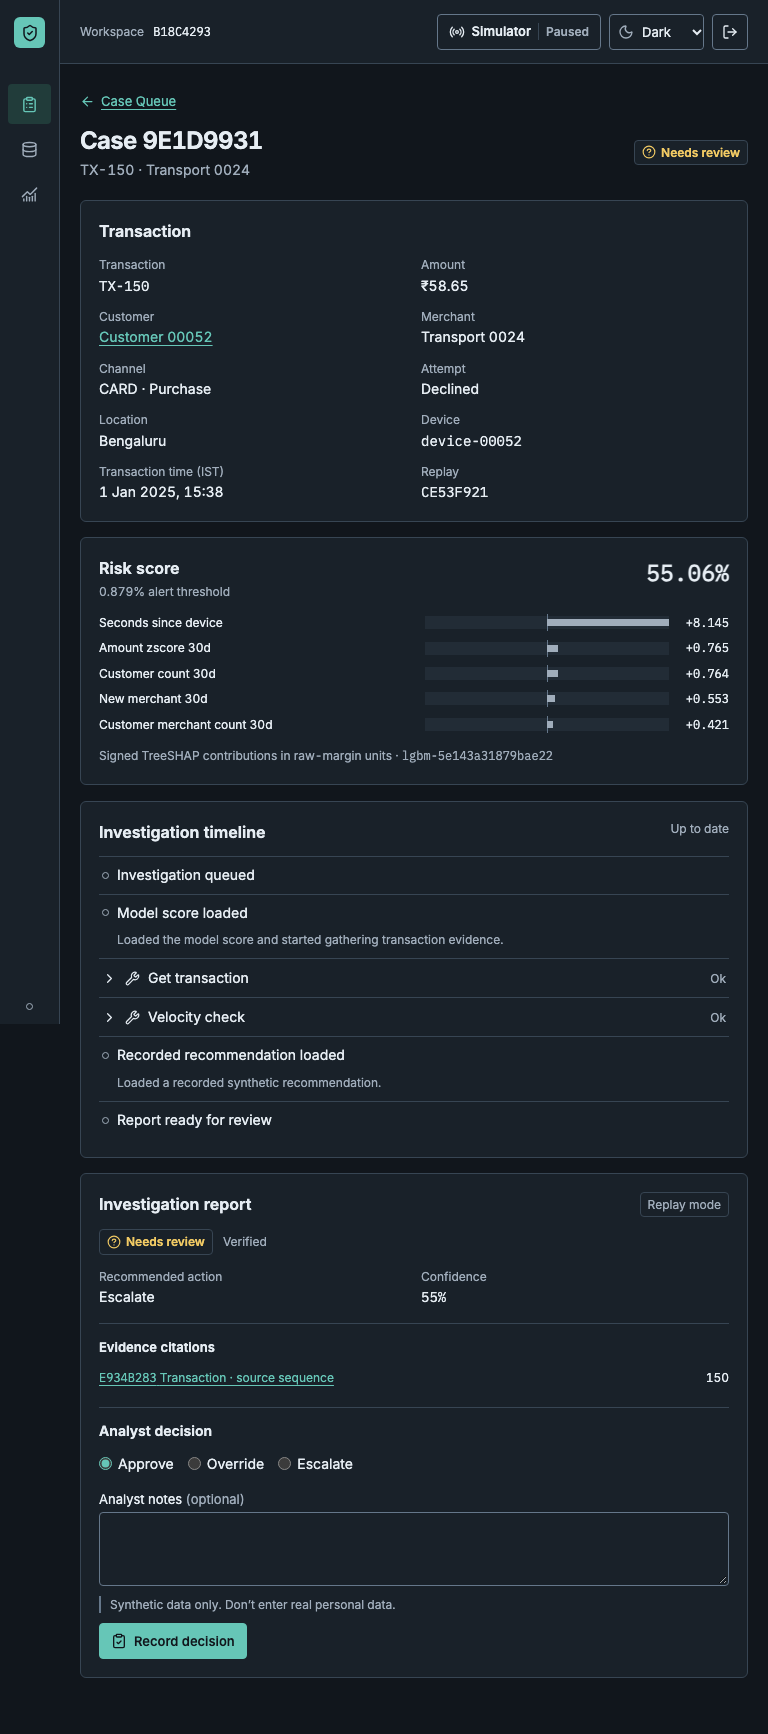 Workspace B18C4293
Simulator Paused
Dark
Case Queue
Case 9E1D9931
TX-150 · Transport 0024
Needs review
Transaction
Transaction Amount
TX-150 ₹58.65
Customer Merchant
Customer 00052 Transport 0024
Channel Attempt
CARD · Purchase Declined
Location Device
Bengaluru device-00052
Transaction time (IST) Replay
1 Jan 2025, 15:38 CE53F921
Risk score 55.06%
0.879% alert threshold
Seconds since device +8.145
Amount zscore 30d +0.765
Customer count 30d +0.764
New merchant 30d +0.553
Customer merchant count 30d +0.421
Signed TreeSHAP contributions in raw-margin units · lgbm-5e143a31879bae22
Investigation timeline Up to date
Investigation queued
Model score loaded
Loaded the model score and started gathering transaction evidence.
Get transaction Ok
Velocity check Ok
Recorded recommendation loaded
Loaded a recorded synthetic recommendation.
Report ready for review
Investigation report Replay mode
Needs review Verified
Recommended action Confidence
Escalate 55%
Evidence citations
E934B283 Transaction · source sequence 150
Analyst decision
Approve Override Escalate
Analyst notes (optional)
Synthetic data only. Don’t enter real personal data.
Record decision